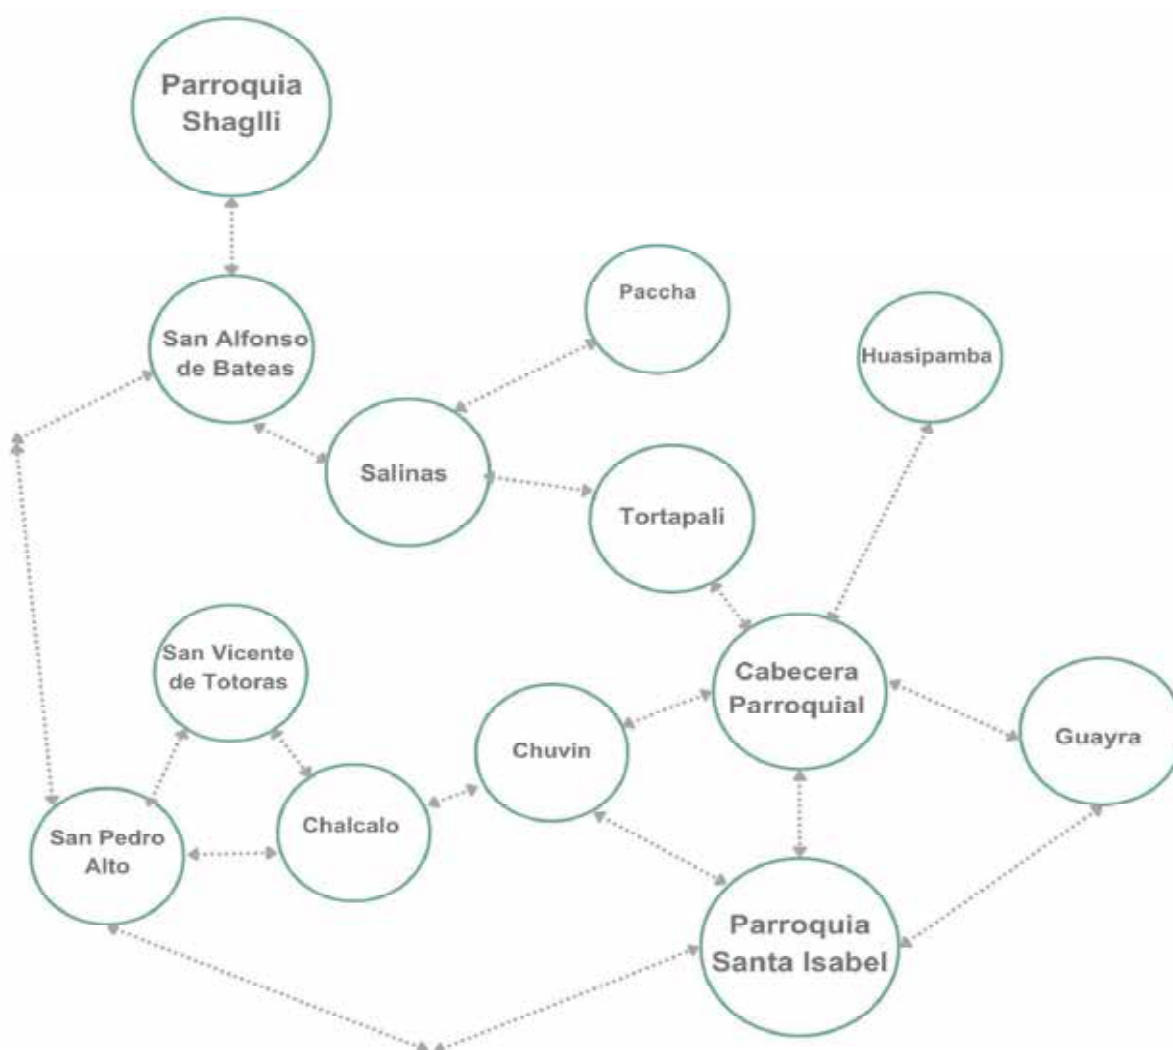 Parroquia
Shaglli
Paccha
San Alfonso
de Bateas
Huasipamba
Salinas
Tortapali
San Vicente
de Totoras
Cabecera
Parroquial
Chuvin
Guayra
Chalcalo
San Pedro
Alto
Parroquia
Santa Isabel